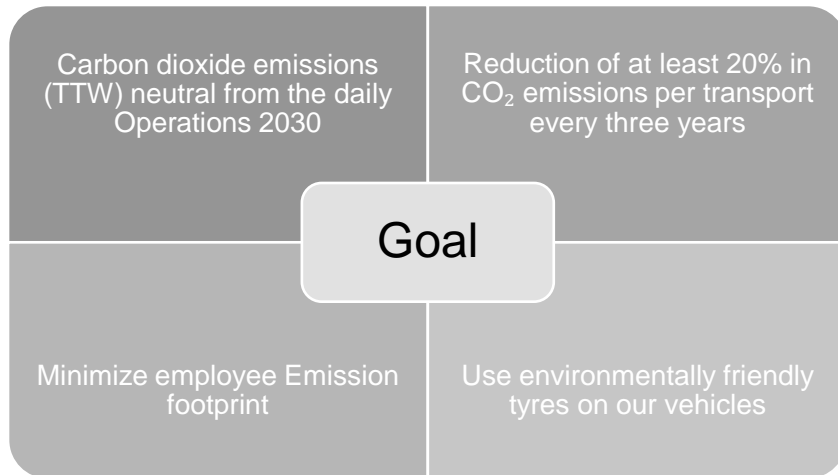 Carbon dioxide emissions
(TTW) neutral from the daily
Operations 2030
Reduction of at least 20% in
CO₂ emissions per transport
every three years
Goal
Minimize employee Emission
footprint
Use environmentally friendly
tyres on our vehicles